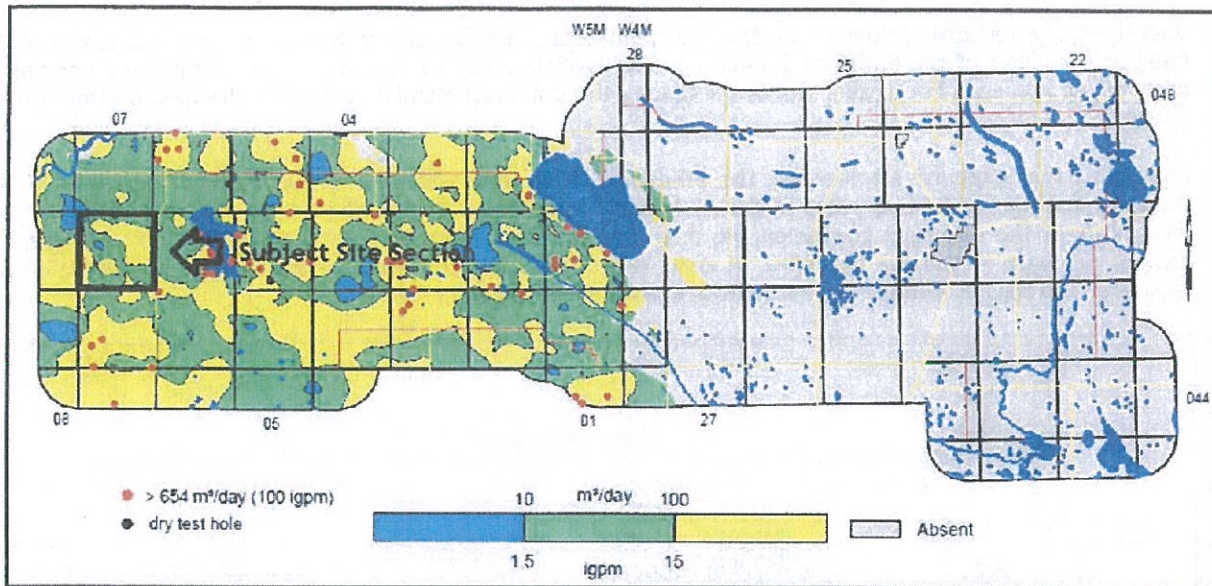 W5M W4M
28
25
22
048
07
04
Subject Site Section
08
05
01
27
044
> 654 m³/day (100 igpm)
dry test hole
10 m³/day 100
1.5 igpm 15
Absent